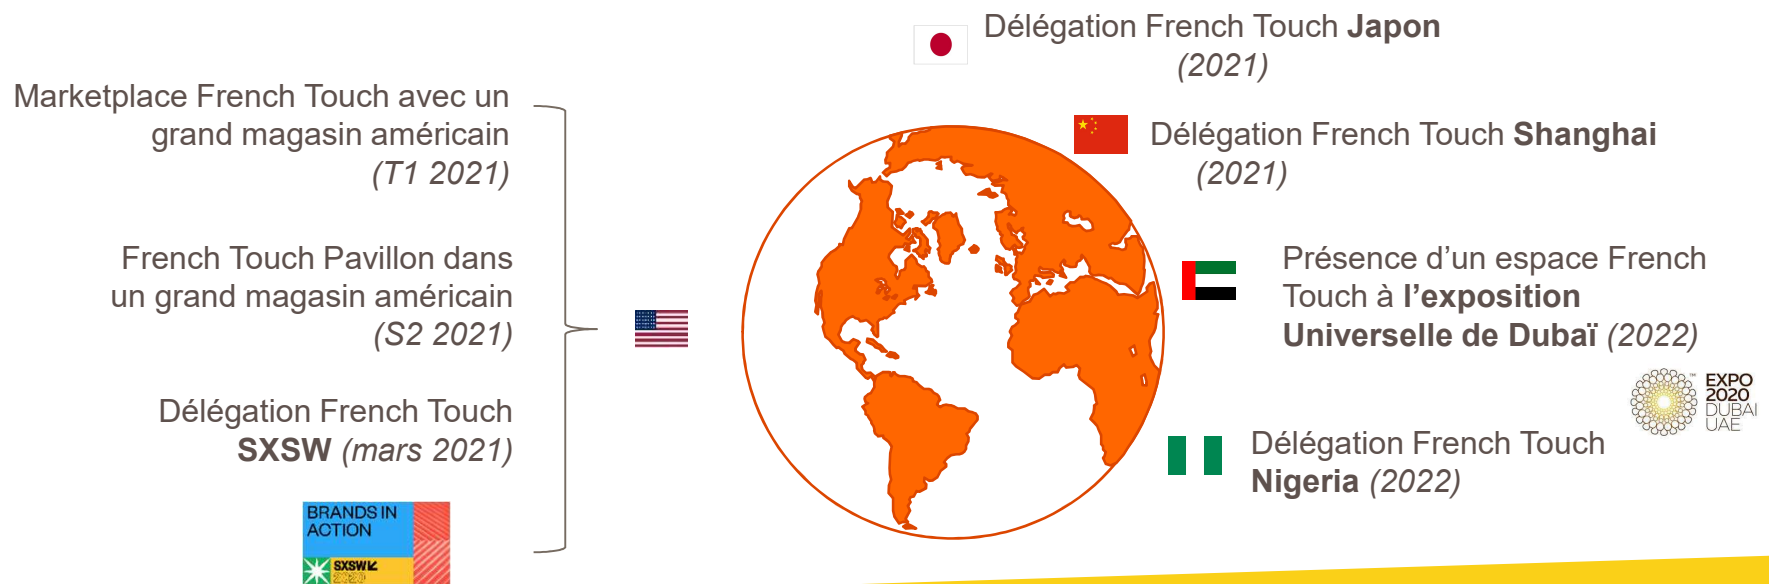 Marketplace French Touch avec un
grand magasin américain
(T1 2021)
French Touch Pavillon dans
un grand magasin américain
(S2 2021)
Délégation French Touch
SXSW (mars 2021)
BRANDS IN
ACTION
SXSW
2020
Délégation French Touch Japon
(2021)
Délégation French Touch Shanghai
(2021)
Présence d’un espace French
Touch à l’exposition
Universelle de Dubaï (2022)
EXPO
2020
DUBAI
UAE
Délégation French Touch
Nigeria (2022)